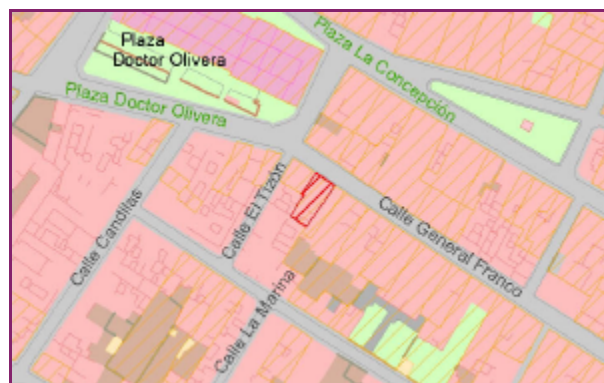 Plaza
Doctor Olivera
Plaza La Concepción
Plaza Doctor Olivera
Calle El Tizón
Calle Candilas
Calle General Franco
Calle La Marina